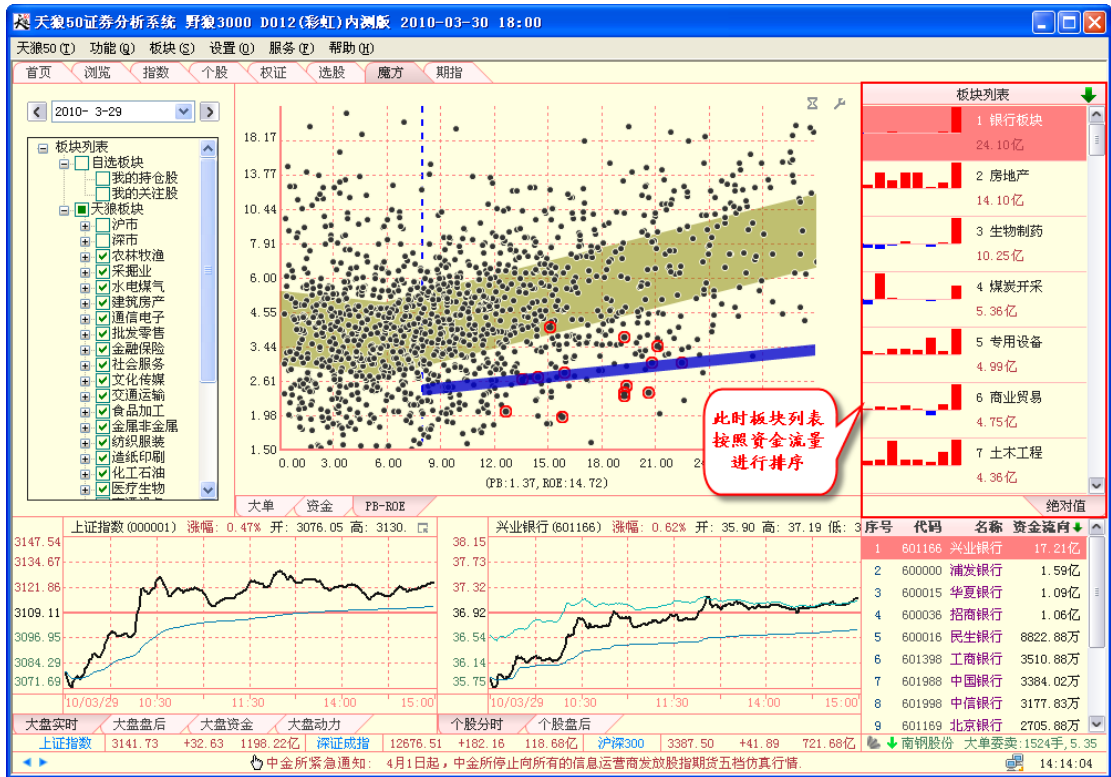 天狼50证券分析系统 野狼3000 D012(彩虹)内测版 2010-03-30 18:00
天狼50(T) 功能(Q) 板块(S) 设置(O) 服务(F) 帮助(H)
首页 浏览 指数 个股 权证 选股 魔方 期指
2010- 3-29
板块列表
自选板块
我的持仓股
我的关注股
天狼板块
沪市
深市
农林牧渔
采掘业
水电煤气
建筑房产
通信电子
批发零售
金融保险
社会服务
文化传媒
交通运输
食品加工
金属非金属
纺织服装
造纸印刷
化工石油
医疗生物
18.17
13.77
10.44
7.91
6.00
4.55
3.44
2.61
1.98
1.50
0.00 3.00 6.00 9.00 12.00 15.00 18.00 21.00
(PB:1.37, ROE:14.72)
大单 资金 PB-ROE
板块列表
1 银行板块
24.10亿
2 房地产
14.10亿
3 生物制药
10.25亿
4 煤炭开采
5.36亿
5 专用设备
4.99亿
6 商业贸易
4.75亿
7 土木工程
4.36亿
绝对值
此时板块列表
按照资金流量
进行排序
上证指数(000001) 涨幅: 0.47% 开: 3076.05 高: 3130.
3147.54
3134.67
3121.86
3109.11
3096.95
3084.29
3071.69
10/03/29 10:30 11:30 14:00 15:00
大盘实时 大盘盘后 大盘资金 大盘动力
兴业银行(601166) 涨幅: 0.62% 开: 35.90 高: 37.19 低: 3
38.15
37.73
37.32
36.92
36.54
36.14
35.75
10/03/29 10:30 11:30 14:00 15:00
个股分时 个股盘后
序号 代码 名称 资金流向
1 601166 兴业银行 17.21亿
2 600000 浦发银行 1.59亿
3 600015 华夏银行 1.09亿
4 600036 招商银行 1.06亿
5 600016 民生银行 8822.88万
6 601398 工商银行 3510.88万
7 601988 中国银行 3384.02万
8 601998 中信银行 3177.83万
9 601169 北京银行 2705.88万
上证指数 3141.73 +32.63 1198.22亿 深证成指 12676.51 +182.16 118.68亿 沪深300 3387.50 +41.89 721.68亿 南钢股份 大单委卖:1524手,5.35
中金所紧急通知: 4月1日起,中金所停止向所有的信息运营商发放股指期货五档仿真行情. 14:14:04